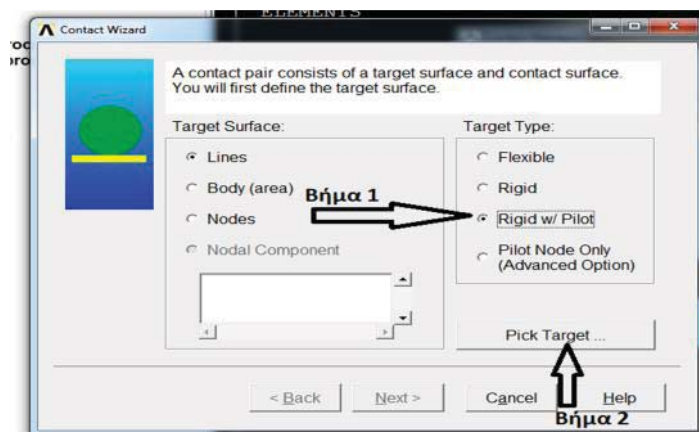 ELEMENTS
Contact Wizard
A contact pair consists of a target surface and contact surface.
You will first define the target surface.
Target Surface:
Lines
Body (area)
Nodes
Nodal Component
Βήμα 1
Target Type:
Flexible
Rigid
Rigid w/ Pilot
Pilot Node Only
(Advanced Option)
Pick Target ...
< Back
Next >
Cancel
Help
Βήμα 2